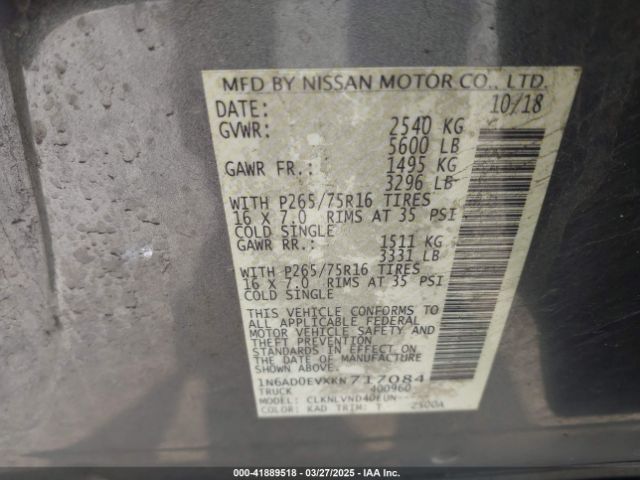 MFD BY NISSAN MOTOR CO., LTD.
DATE: 10/18
GVWR: 2540 KG
5600 LB
GAWR FR.: 1495 KG
3296 LB
WITH P265/75R16 TIRES
16 X 7.0 RIMS AT 35 PSI
COLD SINGLE
GAWR RR.: 1511 KG
3331 LB
WITH P265/75R16 TIRES
16 X 7.0 RIMS AT 35 PSI
COLD SINGLE
THIS VEHICLE CONFORMS TO
ALL APPLICABLE FEDERAL
MOTOR VEHICLE SAFETY AND
THEFT PREVENTION
STANDARDS IN EFFECT ON
THE DATE OF MANUFACTURE
SHOWN ABOVE.
1N6AD0EVXKN717084
TRUCK 400960
MODEL: CLKNLVND40EUN
COLOR: KAD TRIM: T 2500A
000-41889518 | 03/27/2025 | IAA Inc.